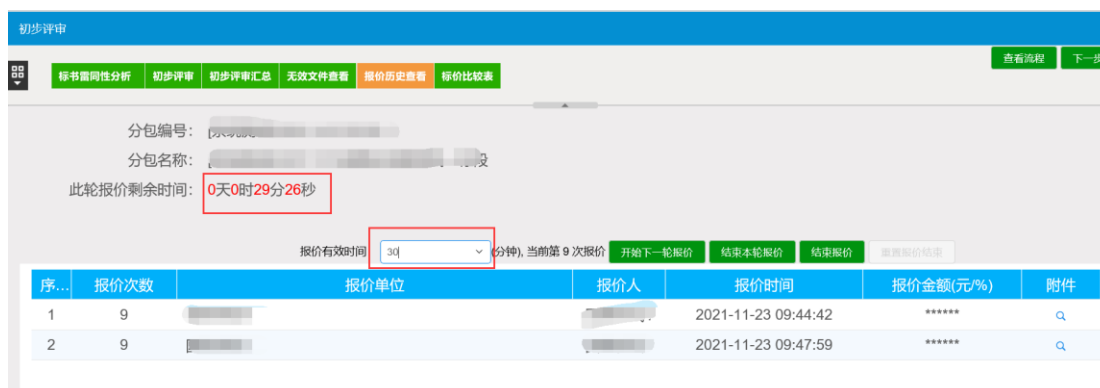 初步评审
查看流程 下一步
标书雷同性分析 初步评审 初步评审汇总 无效文件查看 报价历史查看 标价比较表
分包编号:
分包名称: 段
此轮报价剩余时间: 0天0时29分26秒
报价有效时间 30 (分钟), 当前第 9 次报价 开始下一轮报价 结束本轮报价 结束报价 重置报价结束
序... 报价次数 报价单位 报价人 报价时间 报价金额(元/%) 附件
1 9 2021-11-23 09:44:42 ******
2 9 2021-11-23 09:47:59 ******